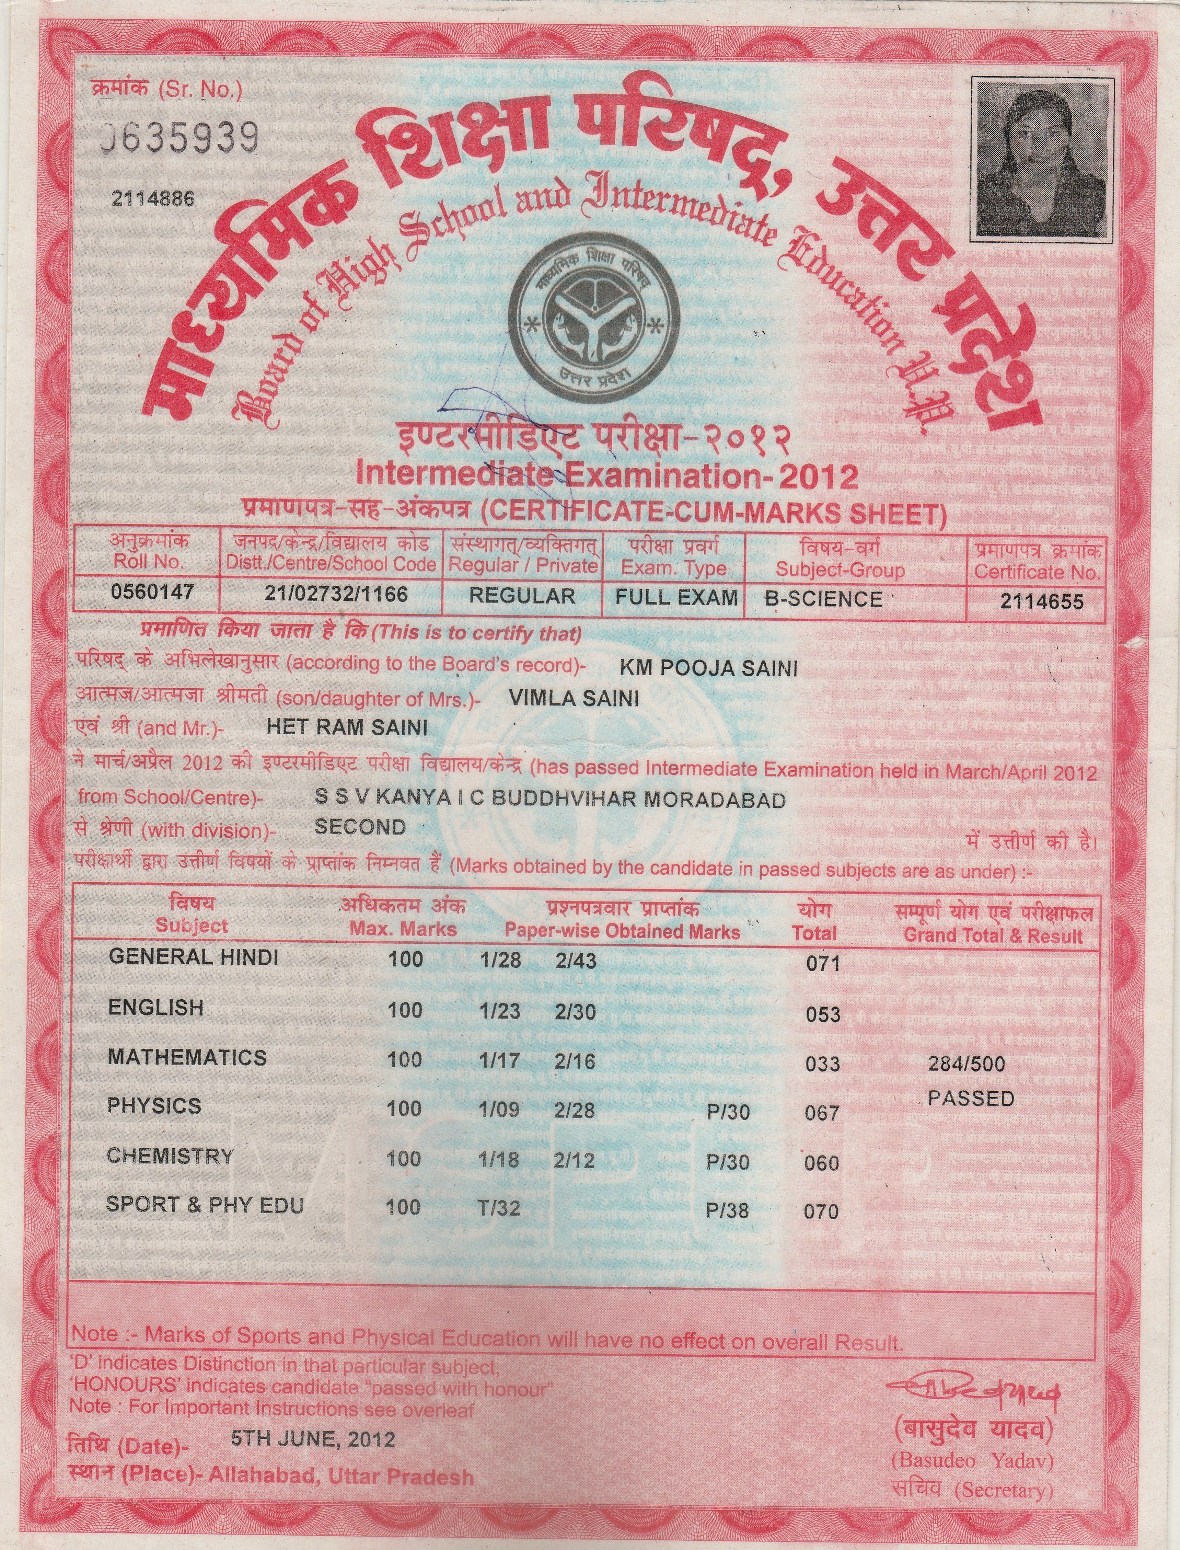 क्रमांक (Sr. No.)
0635939
2114886
माध्यमिक शिक्षा परिषद्, उत्तर प्रदेश
Board of High School and Intermediate Education U.P.
माध्यमिक शिक्षा परिषद
उत्तर प्रदेश
इण्टरमीडिएट परीक्षा-२०१२
Intermediate Examination-2012
प्रमाणपत्र-सह-अंकपत्र (CERTIFICATE-CUM-MARKS SHEET)
अनुक्रमांक जनपद/केन्द्र/विद्यालय कोड संस्थागत्/व्यक्तिगत् परीक्षा प्रवर्ग विषय-वर्ग प्रमाणपत्र क्रमांक
Roll No. Distt./Centre/School Code Regular / Private Exam. Type Subject-Group Certificate No.
0560147 21/02732/1166 REGULAR FULL EXAM B-SCIENCE 2114655
प्रमाणित किया जाता है कि (This is to certify that)
परिषद् के अभिलेखानुसार (according to the Board's record)- KM POOJA SAINI
आत्मज/आत्मजा श्रीमती (son/daughter of Mrs.)- VIMLA SAINI
एवं श्री (and Mr.)- HET RAM SAINI
ने मार्च/अप्रैल 2012 की इण्टरमीडिएट परीक्षा विद्यालय/केन्द्र (has passed Intermediate Examination held in March/April 2012
from School/Centre)- S S V KANYA I C BUDDHVIHAR MORADABAD
से श्रेणी (with division)- SECOND में उत्तीर्ण की है।
परीक्षार्थी द्वारा उत्तीर्ण विषयों के प्राप्तांक निम्नवत हैं (Marks obtained by the candidate in passed subjects are as under) :-
विषय अधिकतम अंक प्रश्नपत्रवार प्राप्तांक योग सम्पूर्ण योग एवं परीक्षाफल
Subject Max. Marks Paper-wise Obtained Marks Total Grand Total & Result
GENERAL HINDI 100 1/28 2/43 071
ENGLISH 100 1/23 2/30 053
MATHEMATICS 100 1/17 2/16 033 284/500
PHYSICS 100 1/09 2/28 P/30 067 PASSED
CHEMISTRY 100 1/18 2/12 P/30 060
SPORT & PHY EDU 100 T/32 P/38 070
Note :- Marks of Sports and Physical Education will have no effect on overall Result.
'D' indicates Distinction in that particular subject,
'HONOURS' indicates candidate "passed with honour"
Note : For Important Instructions see overleaf
तिथि (Date)- 5TH JUNE, 2012
स्थान (Place)- Allahabad, Uttar Pradesh
(बासुदेव यादव)
(Basudeo Yadav)
सचिव (Secretary)